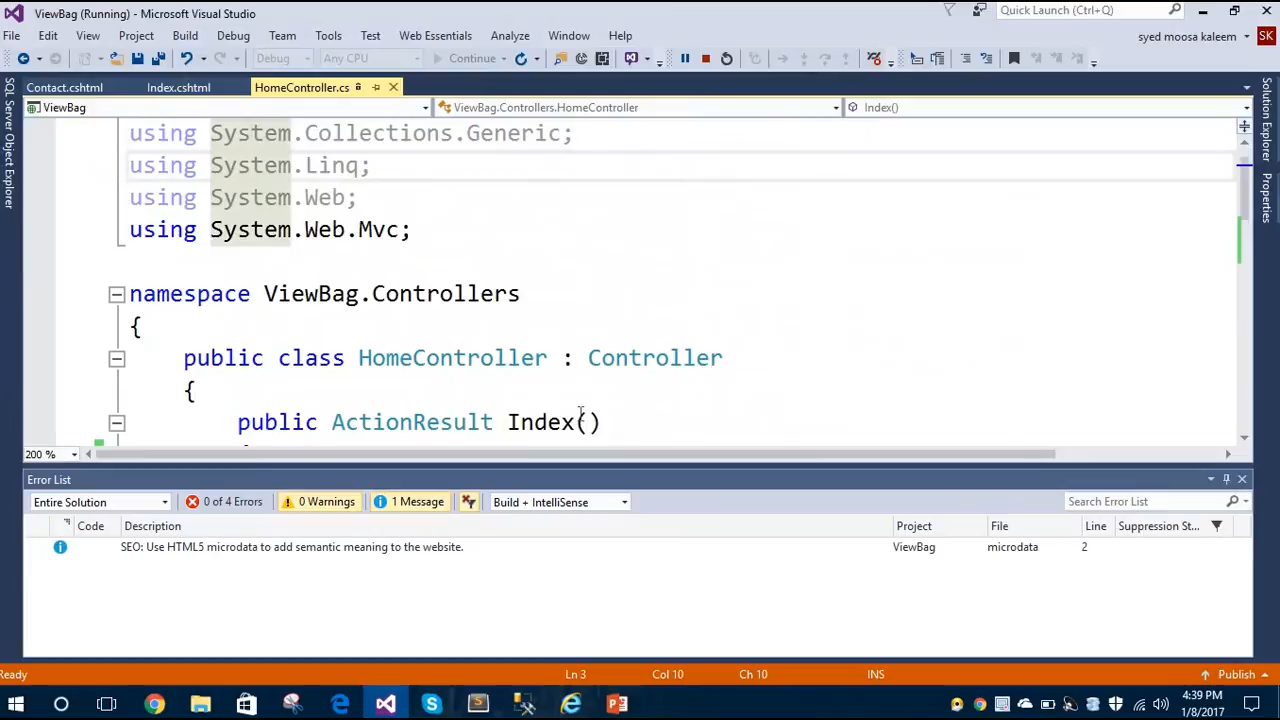 ViewBag (Running) - Microsoft Visual Studio
Quick Launch (Ctrl+Q)
File Edit View Project Build Debug Team Tools Test Web Essentials Analyze Window Help
syed moosa kaleem SK
Debug Any CPU Continue
Contact.cshtml Index.cshtml HomeController.cs
ViewBag ViewBag.Controllers.HomeController Index()
SQL Server Object Explorer
Solution Explorer
Properties
using System.Collections.Generic;
using System.Linq;
using System.Web;
using System.Web.Mvc;
namespace ViewBag.Controllers
{
public class HomeController : Controller
{
public ActionResult Index()
200 %
Error List
Entire Solution 0 of 4 Errors 0 Warnings 1 Message Build + IntelliSense Search Error List
Code Description Project File Line Suppression St...
SEO: Use HTML5 microdata to add semantic meaning to the website. ViewBag microdata 2
Ready Ln 3 Col 10 Ch 10 INS Publish
4:39 PM
1/8/2017